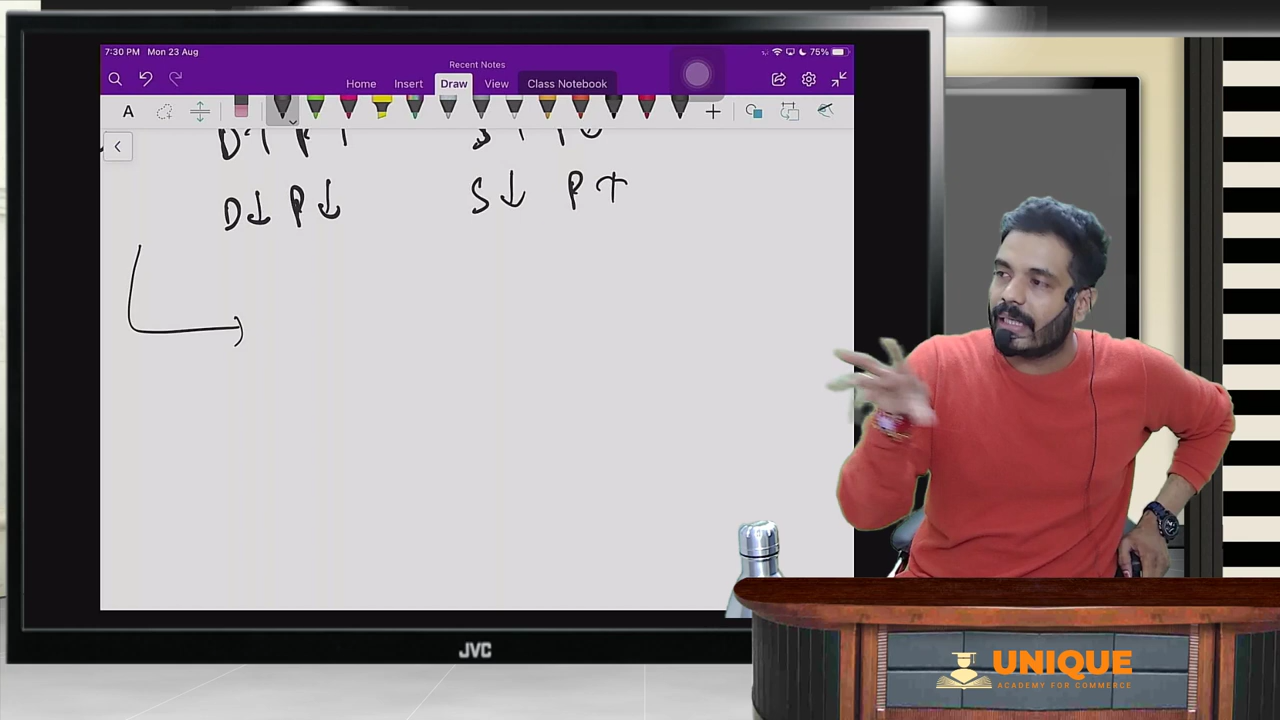 7:30 PM Mon 23 Aug
75%
Recent Notes
Home Insert Draw View Class Notebook
A
D↑ P↑ S↑ P↓
D↓ P↓ S↓ P↑
JVC
UNIQUE
ACADEMY FOR COMMERCE